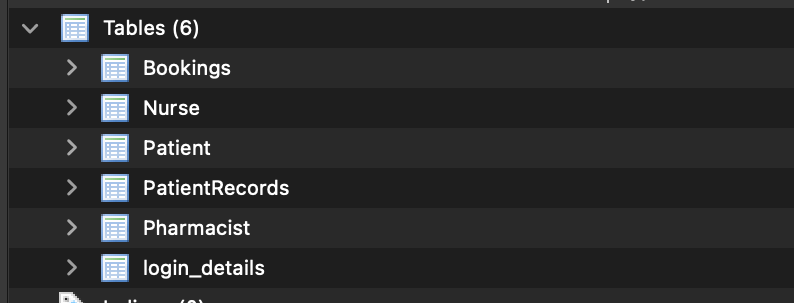 Tables (6)
Bookings
Nurse
Patient
PatientRecords
Pharmacist
login_details